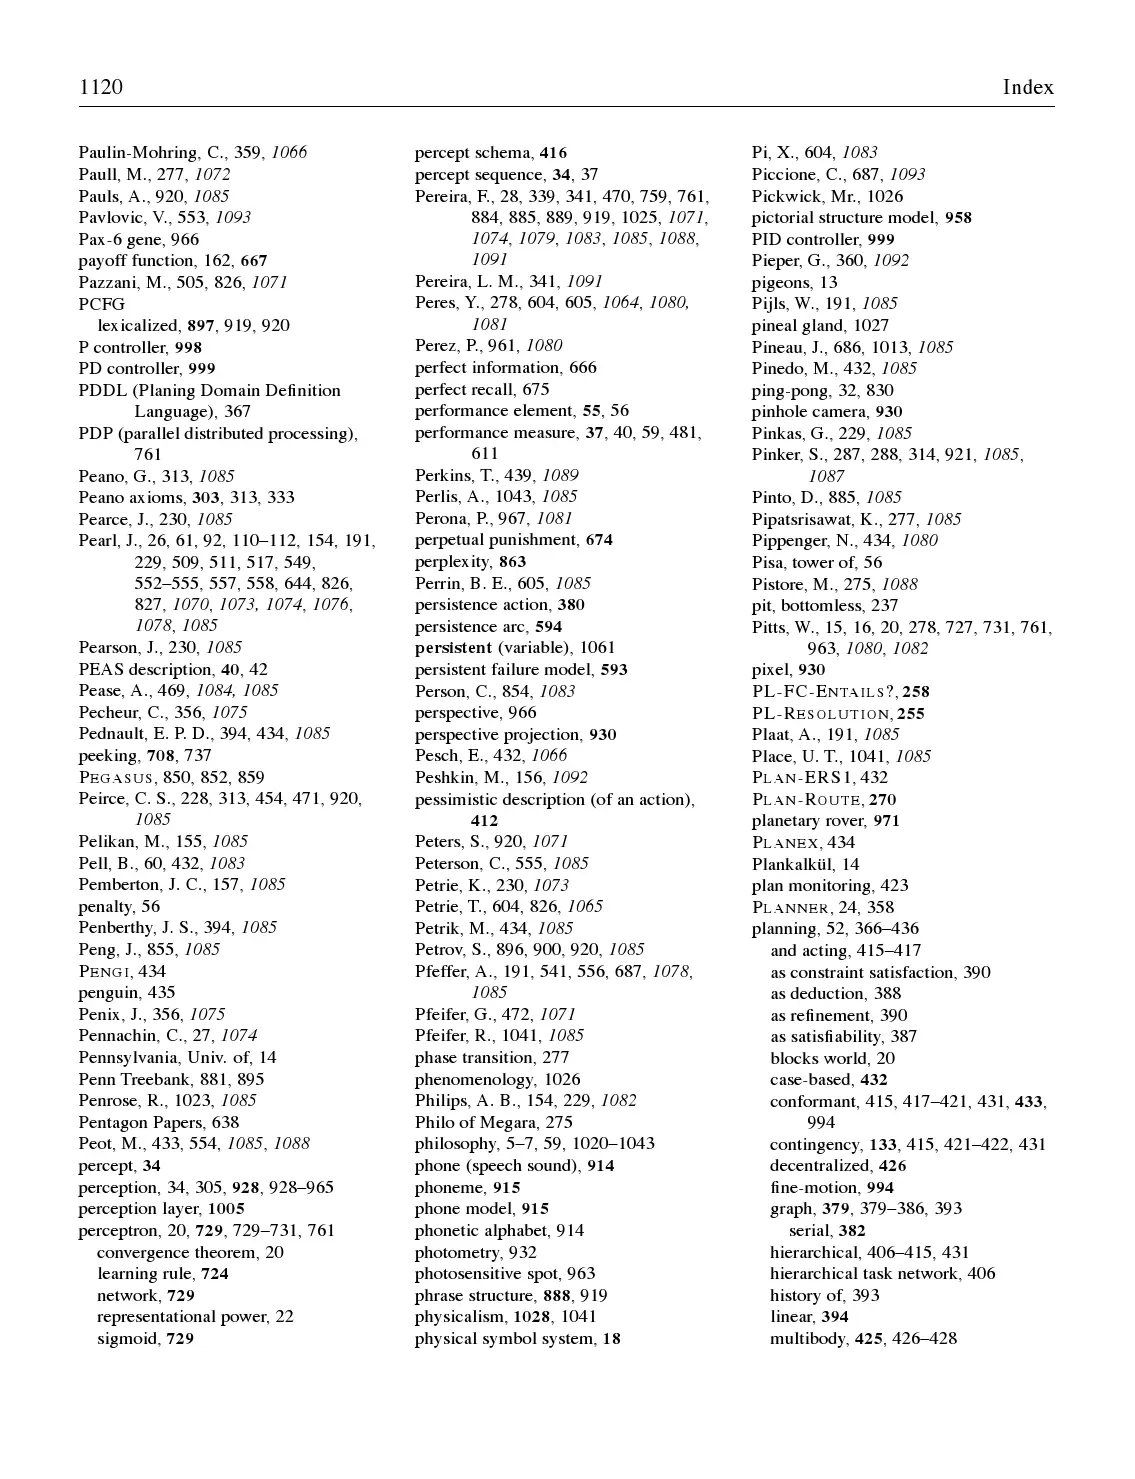 1120
Index
Paulin-Mohring, C., 359, 1066
Paull, M., 277, 1072
Pauls, A., 920, 1085
Pavlovic, V., 553, 1093
Pax-6 gene, 966
payoff function, 162, 667
Pazzani, M., 505, 826, 1071
PCFG
lexicalized, 897, 919, 920
P controller, 998
PD controller, 999
PDDL (Planing Domain Definition
Language), 367
PDP (parallel distributed processing),
761
Peano, G., 313, 1085
Peano axioms, 303, 313, 333
Pearce, J., 230, 1085
Pearl, J., 26, 61, 92, 110–112, 154, 191,
229, 509, 511, 517, 549,
552–555, 557, 558, 644, 826,
827, 1070, 1073, 1074, 1076,
1078, 1085
Pearson, J., 230, 1085
PEAS description, 40, 42
Pease, A., 469, 1084, 1085
Pecheur, C., 356, 1075
Pednault, E. P. D., 394, 434, 1085
peeking, 708, 737
PEGASUS, 850, 852, 859
Peirce, C. S., 228, 313, 454, 471, 920,
1085
Pelikan, M., 155, 1085
Pell, B., 60, 432, 1083
Pemberton, J. C., 157, 1085
penalty, 56
Penberthy, J. S., 394, 1085
Peng, J., 855, 1085
PENGI, 434
penguin, 435
Penix, J., 356, 1075
Pennachin, C., 27, 1074
Pennsylvania, Univ. of, 14
Penn Treebank, 881, 895
Penrose, R., 1023, 1085
Pentagon Papers, 638
Peot, M., 433, 554, 1085, 1088
percept, 34
perception, 34, 305, 928, 928–965
perception layer, 1005
perceptron, 20, 729, 729–731, 761
convergence theorem, 20
learning rule, 724
network, 729
representational power, 22
sigmoid, 729
percept schema, 416
percept sequence, 34, 37
Pereira, F., 28, 339, 341, 470, 759, 761,
884, 885, 889, 919, 1025, 1071,
1074, 1079, 1083, 1085, 1088,
1091
Pereira, L. M., 341, 1091
Peres, Y., 278, 604, 605, 1064, 1080,
1081
Perez, P., 961, 1080
perfect information, 666
perfect recall, 675
performance element, 55, 56
performance measure, 37, 40, 59, 481,
611
Perkins, T., 439, 1089
Perlis, A., 1043, 1085
Perona, P., 967, 1081
perpetual punishment, 674
perplexity, 863
Perrin, B. E., 605, 1085
persistence action, 380
persistence arc, 594
persistent (variable), 1061
persistent failure model, 593
Person, C., 854, 1083
perspective, 966
perspective projection, 930
Pesch, E., 432, 1066
Peshkin, M., 156, 1092
pessimistic description (of an action),
412
Peters, S., 920, 1071
Peterson, C., 555, 1085
Petrie, K., 230, 1073
Petrie, T., 604, 826, 1065
Petrik, M., 434, 1085
Petrov, S., 896, 900, 920, 1085
Pfeffer, A., 191, 541, 556, 687, 1078,
1085
Pfeifer, G., 472, 1071
Pfeifer, R., 1041, 1085
phase transition, 277
phenomenology, 1026
Philips, A. B., 154, 229, 1082
Philo of Megara, 275
philosophy, 5–7, 59, 1020–1043
phone (speech sound), 914
phoneme, 915
phone model, 915
phonetic alphabet, 914
photometry, 932
photosensitive spot, 963
phrase structure, 888, 919
physicalism, 1028, 1041
physical symbol system, 18
Pi, X., 604, 1083
Piccione, C., 687, 1093
Pickwick, Mr., 1026
pictorial structure model, 958
PID controller, 999
Pieper, G., 360, 1092
pigeons, 13
Pijls, W., 191, 1085
pineal gland, 1027
Pineau, J., 686, 1013, 1085
Pinedo, M., 432, 1085
ping-pong, 32, 830
pinhole camera, 930
Pinkas, G., 229, 1085
Pinker, S., 287, 288, 314, 921, 1085,
1087
Pinto, D., 885, 1085
Pipatsrisawat, K., 277, 1085
Pippenger, N., 434, 1080
Pisa, tower of, 56
Pistore, M., 275, 1088
pit, bottomless, 237
Pitts, W., 15, 16, 20, 278, 727, 731, 761,
963, 1080, 1082
pixel, 930
PL-FC-ENTAILS?, 258
PL-RESOLUTION, 255
Plaat, A., 191, 1085
Place, U. T., 1041, 1085
PLAN-ERS1, 432
PLAN-ROUTE, 270
planetary rover, 971
PLANEX, 434
Plankalkül, 14
plan monitoring, 423
PLANNER, 24, 358
planning, 52, 366–436
and acting, 415–417
as constraint satisfaction, 390
as deduction, 388
as refinement, 390
as satisfiability, 387
blocks world, 20
case-based, 432
conformant, 415, 417–421, 431, 433,
994
contingency, 133, 415, 421–422, 431
decentralized, 426
fine-motion, 994
graph, 379, 379–386, 393
serial, 382
hierarchical, 406–415, 431
hierarchical task network, 406
history of, 393
linear, 394
multibody, 425, 426–428